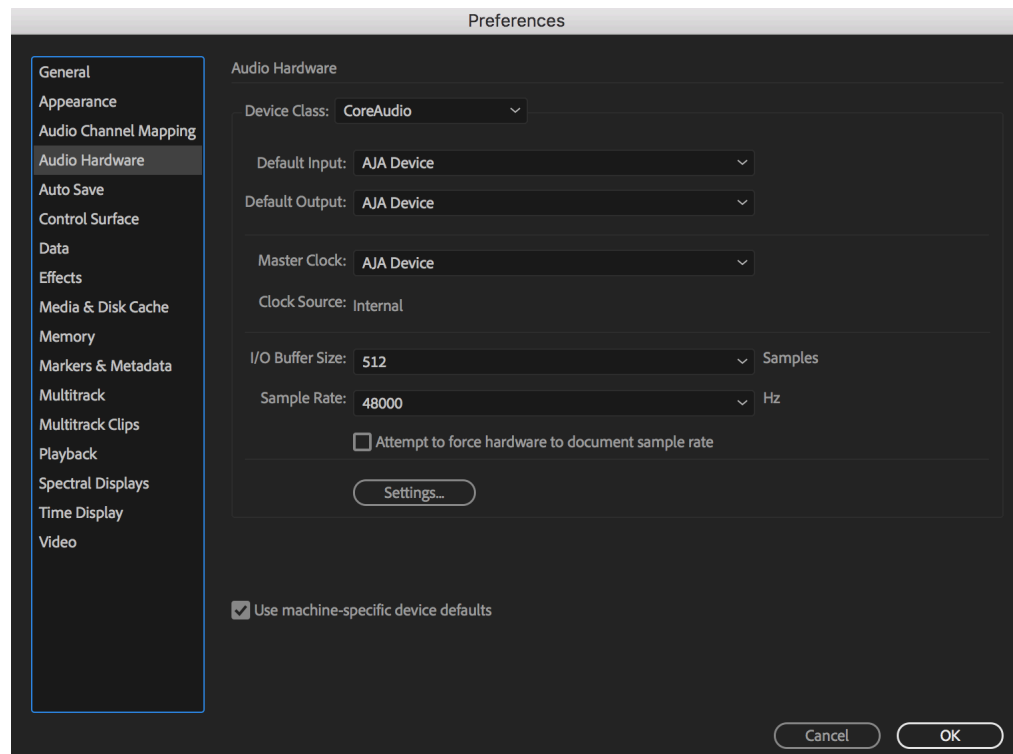 Preferences
General
Appearance
Audio Channel Mapping
Audio Hardware
Auto Save
Control Surface
Data
Effects
Media & Disk Cache
Memory
Markers & Metadata
Multitrack
Multitrack Clips
Playback
Spectral Displays
Time Display
Video
Audio Hardware
Device Class: CoreAudio
Default Input: AJA Device
Default Output: AJA Device
Master Clock: AJA Device
Clock Source: Internal
I/O Buffer Size: 512 Samples
Sample Rate: 48000 Hz
Attempt to force hardware to document sample rate
Settings...
Use machine-specific device defaults
Cancel OK